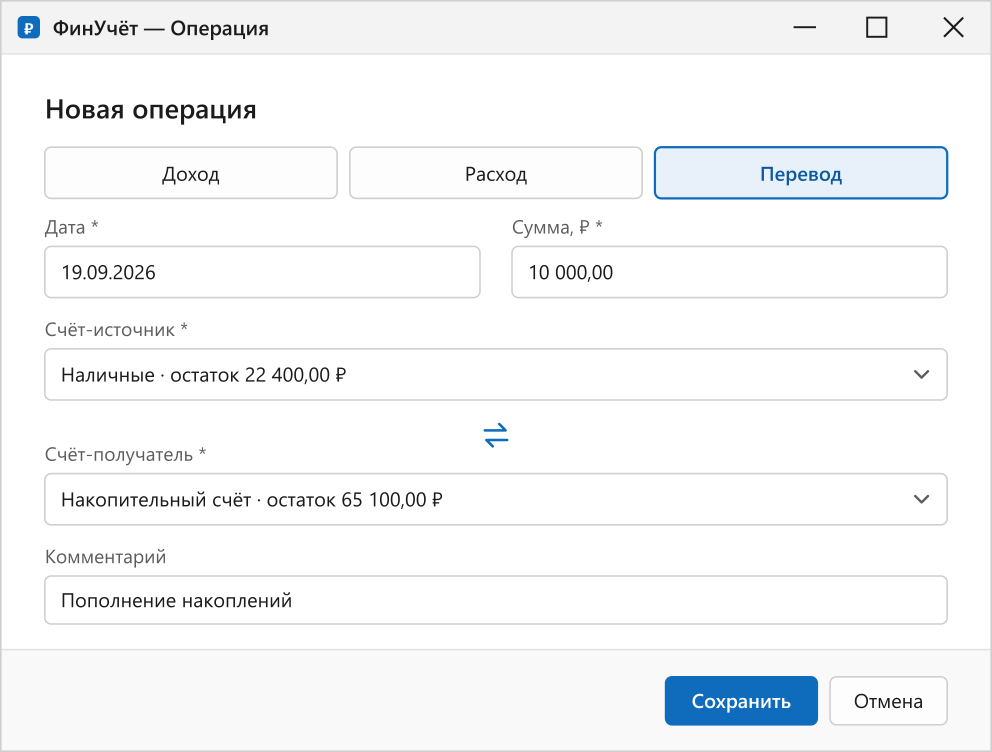 ₽ ФинУчёт — Операция
Новая операция
Доход Расход Перевод
Дата * Сумма, ₽ *
19.09.2026 10 000,00
Счёт-источник *
Наличные · остаток 22 400,00 ₽
Счёт-получатель *
Накопительный счёт · остаток 65 100,00 ₽
Комментарий
Пополнение накоплений
Сохранить Отмена